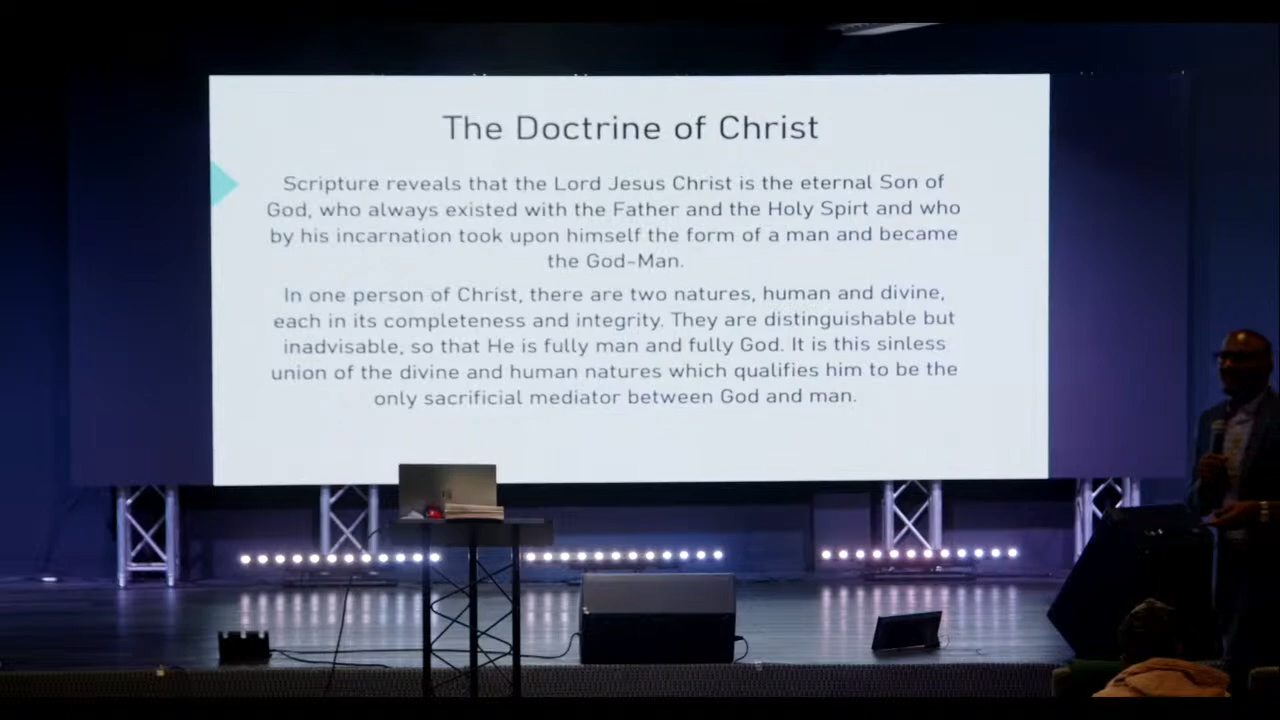 The Doctrine of Christ
Scripture reveals that the Lord Jesus Christ is the eternal Son of
God, who always existed with the Father and the Holy Spirt and who
by his incarnation took upon himself the form of a man and became
the God-Man.
In one person of Christ, there are two natures, human and divine,
each in its completeness and integrity. They are distinguishable but
inadvisable, so that He is fully man and fully God. It is this sinless
union of the divine and human natures which qualifies him to be the
only sacrificial mediator between God and man.